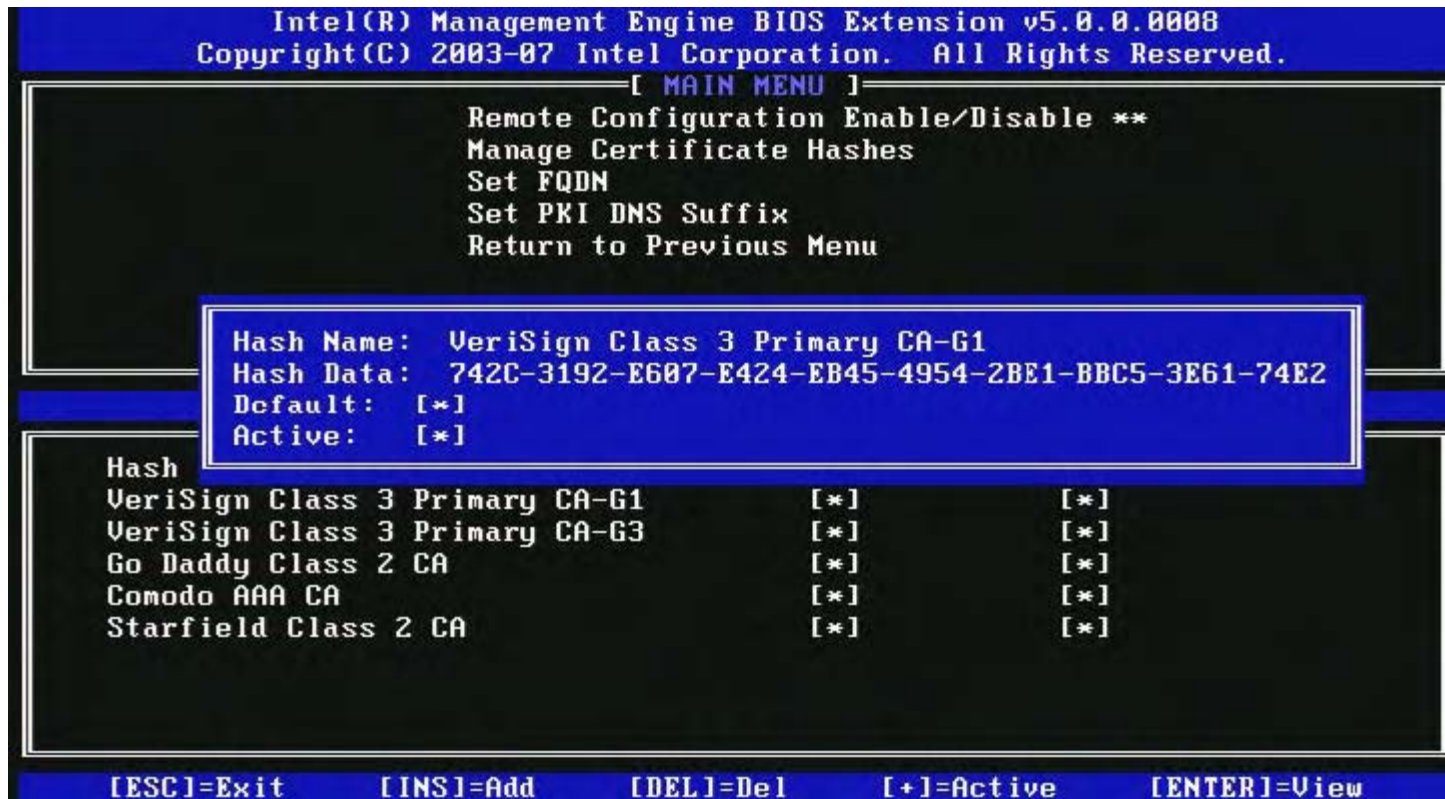 Intel(R) Management Engine BIOS Extension v5.0.0.0008
Copyright(C) 2003-07 Intel Corporation. All Rights Reserved.
[ MAIN MENU ]
Remote Configuration Enable/Disable **
Manage Certificate Hashes
Set FQDN
Set PKI DNS Suffix
Return to Previous Menu
Hash Name: VeriSign Class 3 Primary CA-G1
Hash Data: 742C-3192-E607-E424-EB45-4954-2BE1-BBC5-3E61-74E2
Default: [*]
Active: [*]
Hash
VeriSign Class 3 Primary CA-G1 [*] [*]
VeriSign Class 3 Primary CA-G3 [*] [*]
Go Daddy Class 2 CA [*] [*]
Comodo AAA CA [*] [*]
Starfield Class 2 CA [*] [*]
[ESC]=Exit [INS]=Add [DEL]=Del [+]=Active [ENTER]=View